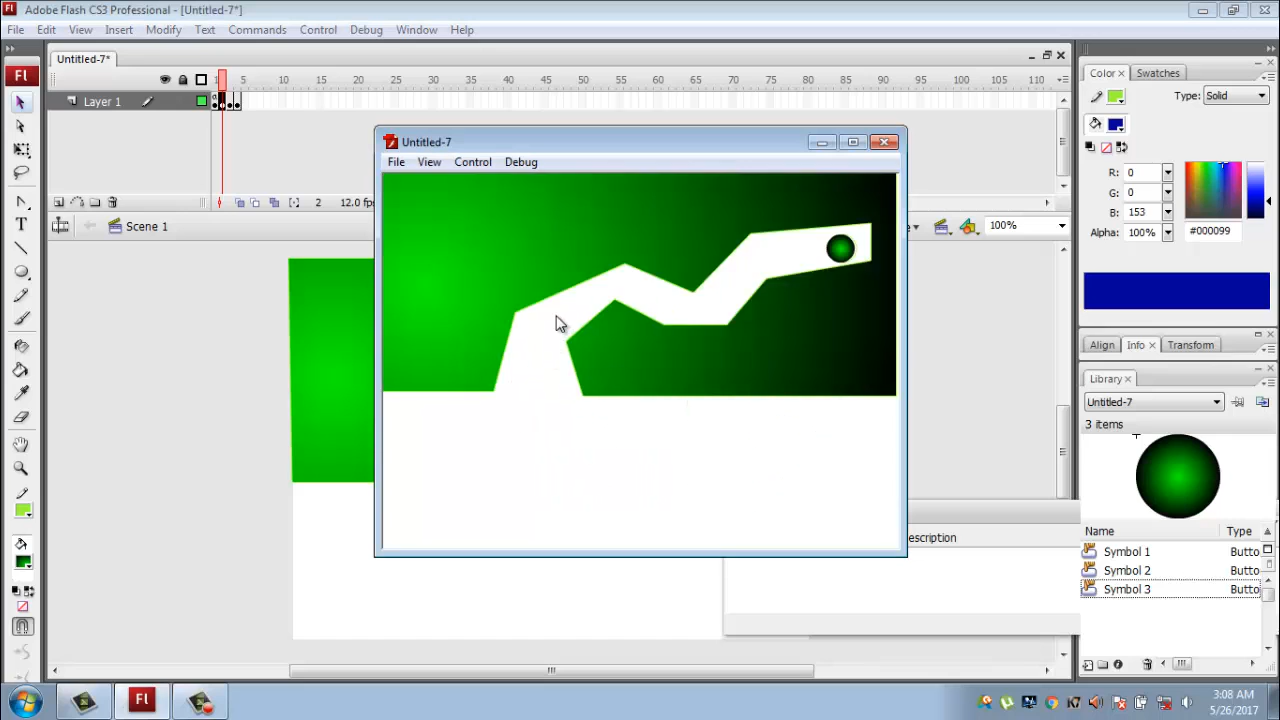 Adobe Flash CS3 Professional - [Untitled-7*]
File Edit View Insert Modify Text Commands Control Debug Window Help
Untitled-7*
1 5 10 15 20 25 30 35 40 45 50 55 60 65 70 75 80 85 90 95 100 105 110
Layer 1
2 12.0 fp
Scene 1
100%
Fl
T
Untitled-7
File View Control Debug
escription
Color Swatches
Type: Solid
R: 0
G: 0
B: 153
Alpha: 100% #000099
Align Info Transform
Library
Untitled-7
3 items
Name Type
Symbol 1 Butto
Symbol 2 Butto
Symbol 3 Butto
Fl
3:08 AM
5/26/2017